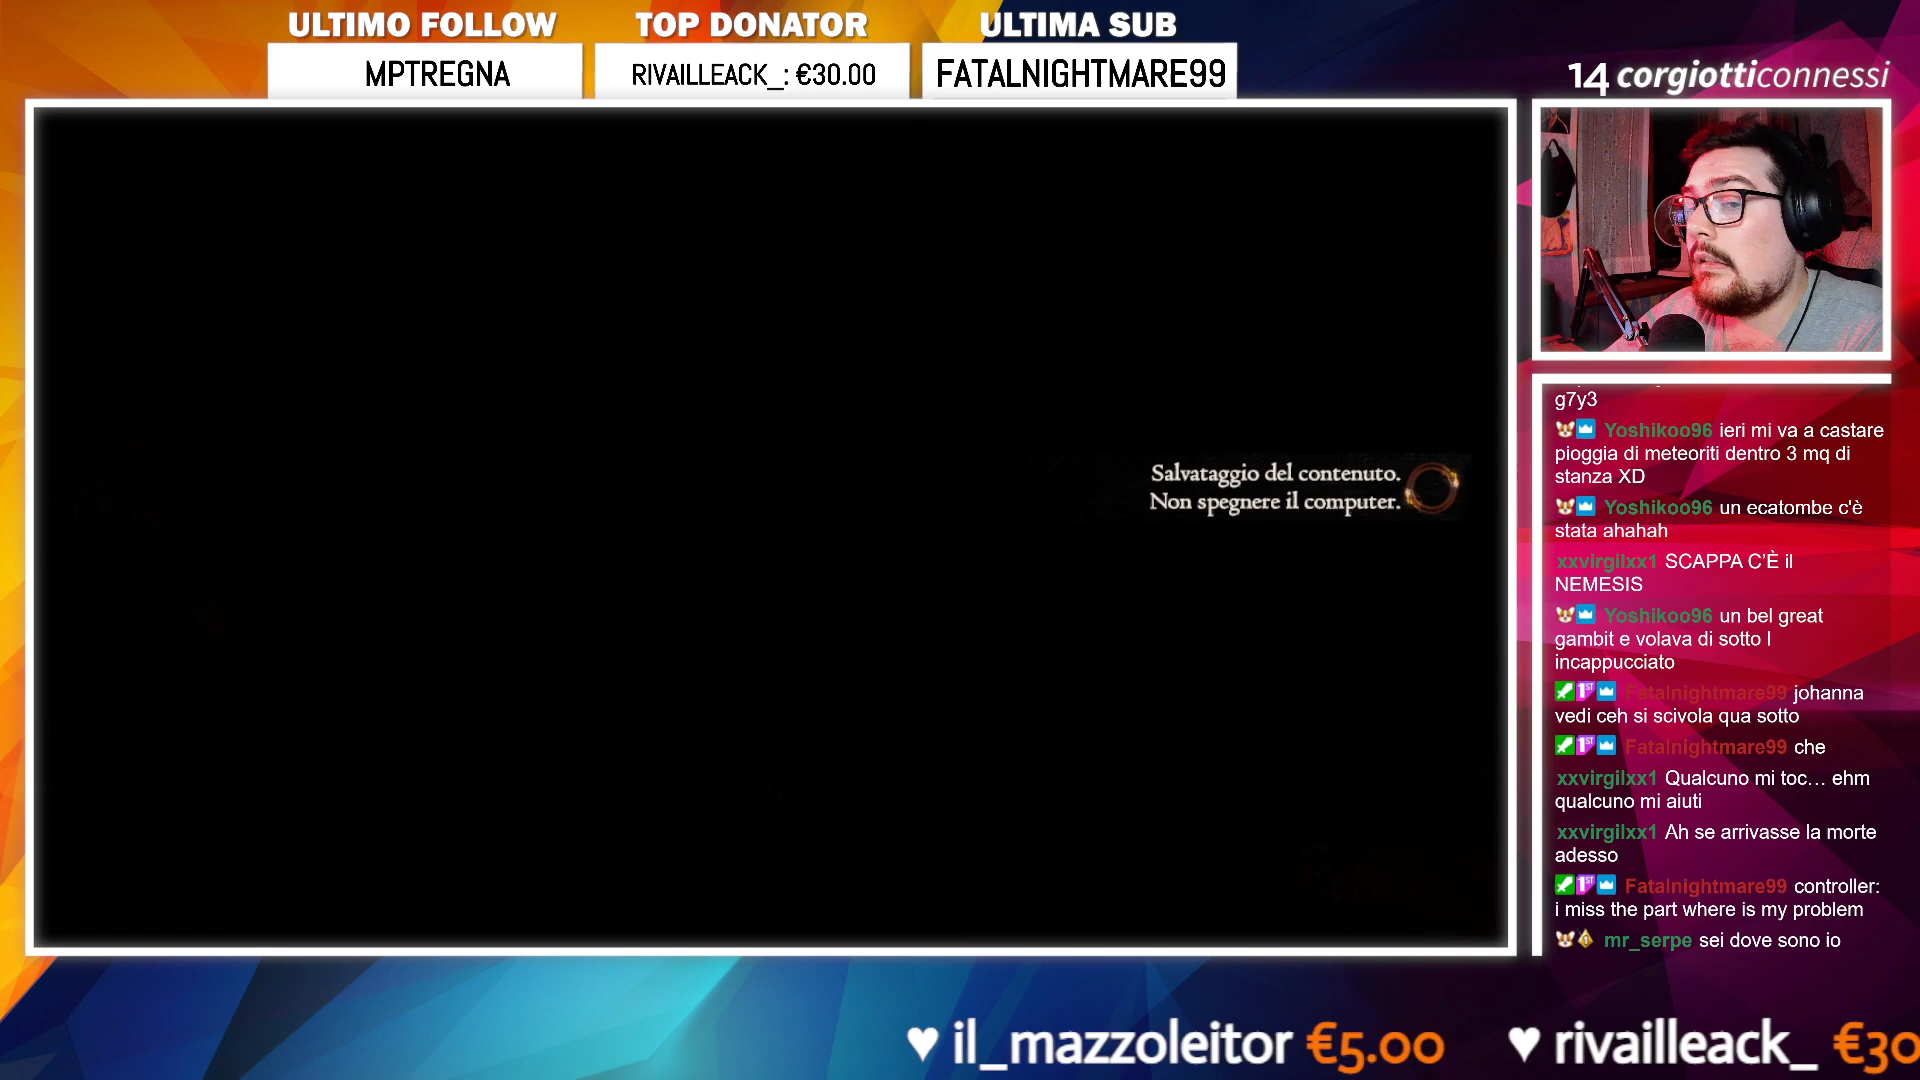 ULTIMO FOLLOW
TOP DONATOR
ULTIMA SUB
MPTREGNA
RIVAILLEACK_: €30.00
FATALNIGHTMARE99
14 corgiotticonnessi
Salvataggio del contenuto.
Non spegnere il computer.
g7y3
Yoshikoo96 ieri mi va a castare
pioggia di meteoriti dentro 3 mq di
stanza XD
Yoshikoo96 un ecatombe c'è
stata ahahah
xxvirgilxx1 SCAPPA C'È il
NEMESIS
Yoshikoo96 un bel great
gambit e volava di sotto l
incappucciato
Fatalnightmare99 johanna
vedi ceh si scivola qua sotto
Fatalnightmare99 che
xxvirgilxx1 Qualcuno mi toc… ehm
qualcuno mi aiuti
xxvirgilxx1 Ah se arrivasse la morte
adesso
Fatalnightmare99 controller:
i miss the part where is my problem
mr_serpe sei dove sono io
♥ il_mazzoleitor €5.00 ♥ rivailleack_ €30